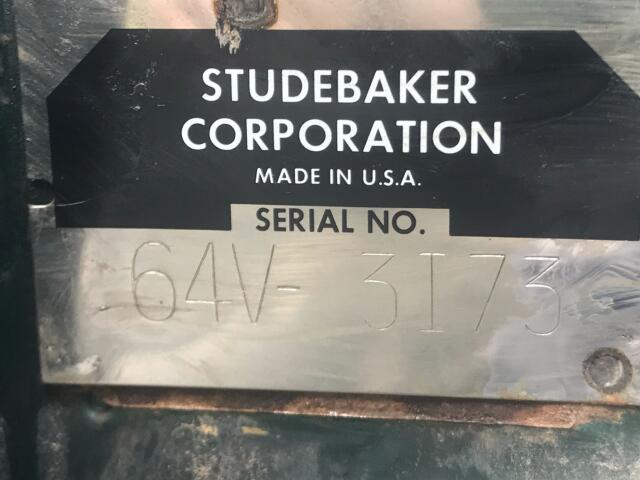 STUDEBAKER
CORPORATION
MADE IN U.S.A.
SERIAL NO.
64V- 3173